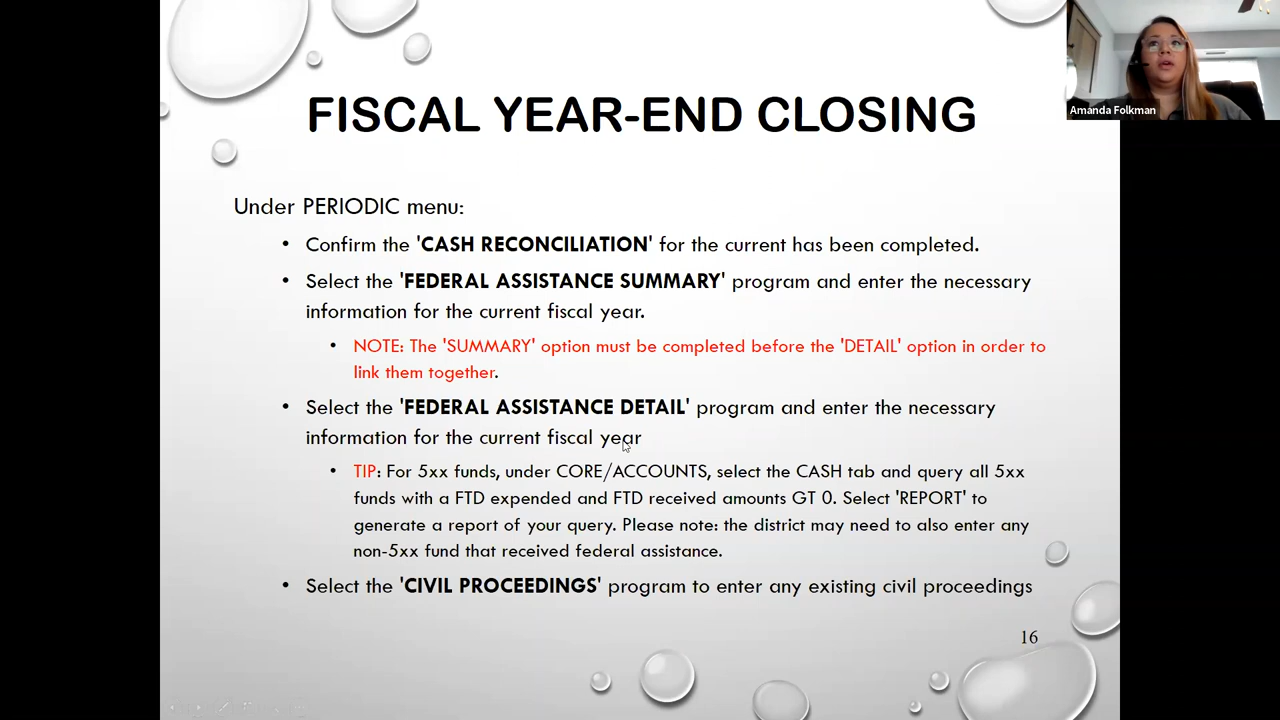 FISCAL YEAR-END CLOSING
Amanda Folkman
Under PERIODIC menu:
• Confirm the 'CASH RECONCILIATION' for the current has been completed.
• Select the 'FEDERAL ASSISTANCE SUMMARY' program and enter the necessary
information for the current fiscal year.
• NOTE: The 'SUMMARY' option must be completed before the 'DETAIL' option in order to
link them together.
• Select the 'FEDERAL ASSISTANCE DETAIL' program and enter the necessary
information for the current fiscal year
• TIP: For 5xx funds, under CORE/ACCOUNTS, select the CASH tab and query all 5xx
funds with a FTD expended and FTD received amounts GT 0. Select 'REPORT' to
generate a report of your query. Please note: the district may need to also enter any
non-5xx fund that received federal assistance.
• Select the 'CIVIL PROCEEDINGS' program to enter any existing civil proceedings
16